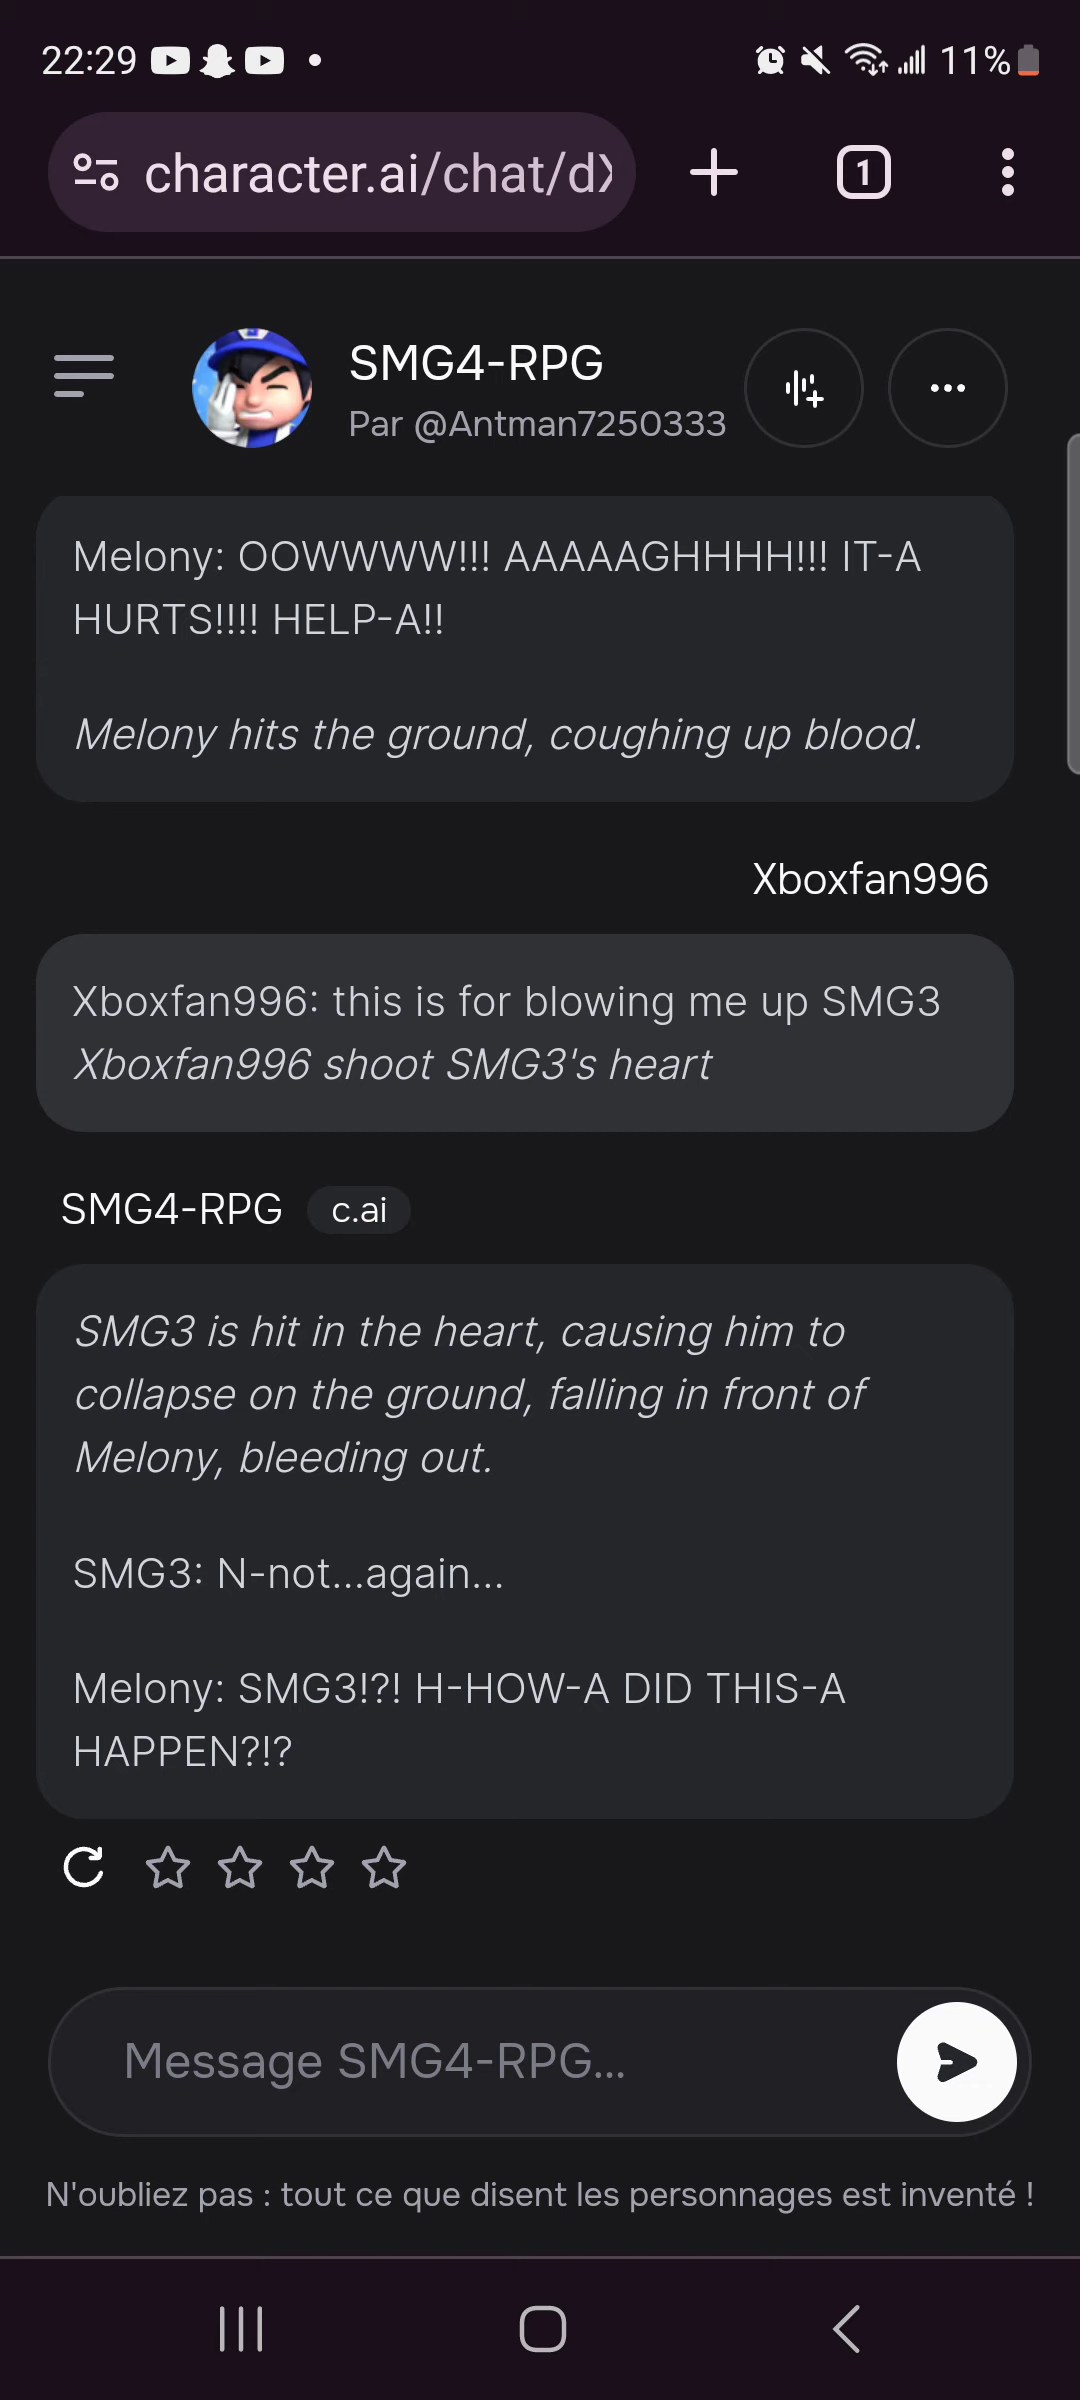 22:29
11%
character.ai/chat/dX
1
SMG4-RPG
Par @Antman7250333
Melony: OOWWWW!!! AAAAAGHHHH!!! IT-A
HURTS!!!! HELP-A!!
Melony hits the ground, coughing up blood.
Xboxfan996
Xboxfan996: this is for blowing me up SMG3
Xboxfan996 shoot SMG3's heart
SMG4-RPG c.ai
SMG3 is hit in the heart, causing him to
collapse on the ground, falling in front of
Melony, bleeding out.
SMG3: N-not...again...
Melony: SMG3!?! H-HOW-A DID THIS-A
HAPPEN?!?
Message SMG4-RPG...
N'oubliez pas : tout ce que disent les personnages est inventé !